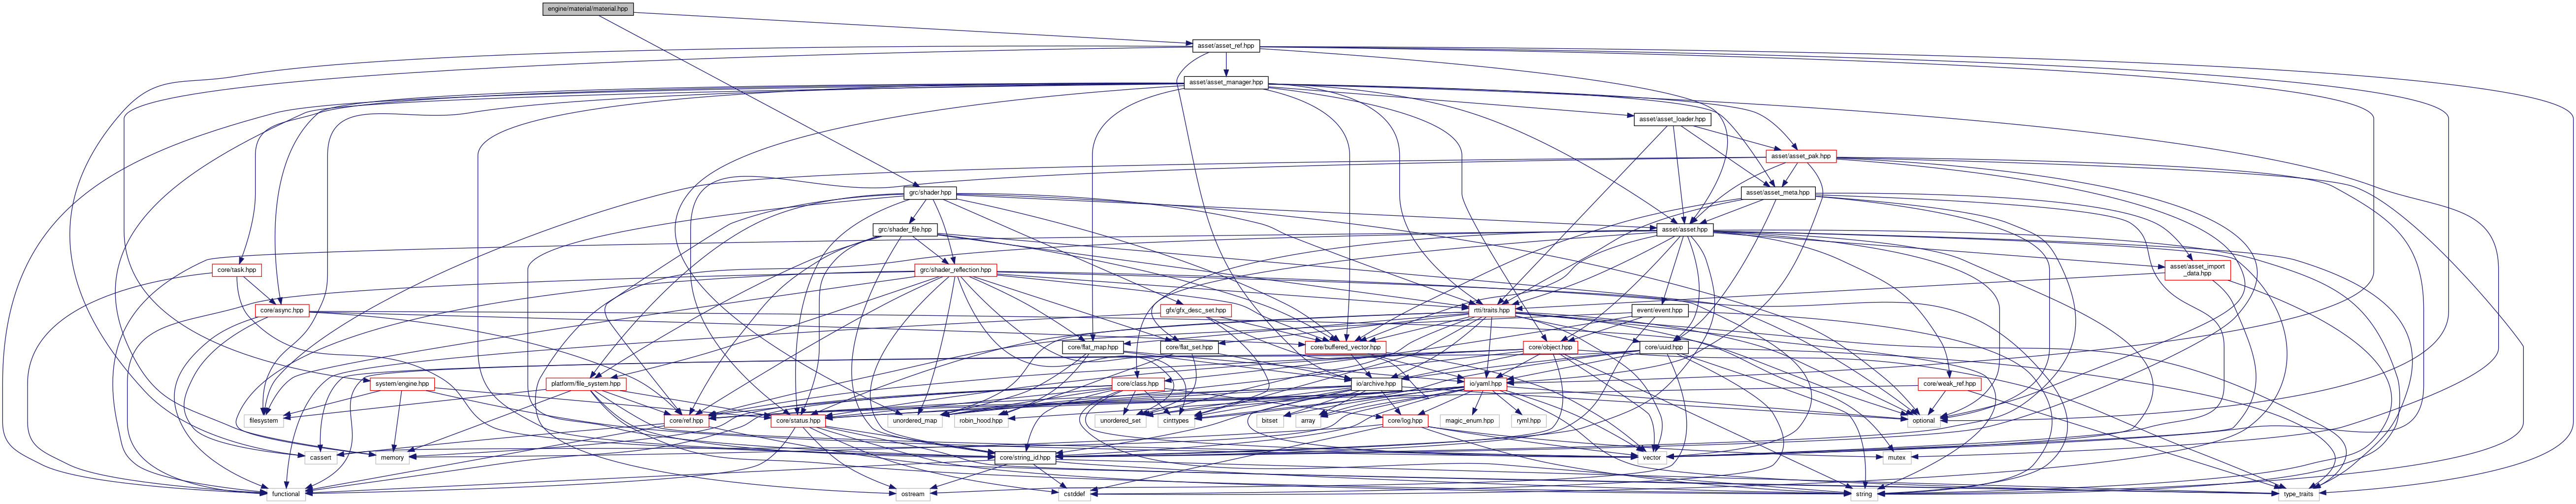 engine/material/material.hpp
asset/asset_ref.hpp
asset/asset_manager.hpp
asset/asset_loader.hpp
asset/asset_pak.hpp
grc/shader.hpp
asset/asset_meta.hpp
grc/shader_file.hpp
asset/asset.hpp
core/task.hpp
grc/shader_reflection.hpp
asset/asset_import
_data.hpp
core/async.hpp
gfx/gfx_desc_set.hpp
rtti/traits.hpp
event/event.hpp
core/flat_map.hpp
core/flat_set.hpp
core/buffered_vector.hpp
core/object.hpp
core/uuid.hpp
system/engine.hpp
platform/file_system.hpp
core/class.hpp
io/archive.hpp
io/yaml.hpp
core/weak_ref.hpp
filesystem
core/ref.hpp
core/status.hpp
unordered_map
robin_hood.hpp
unordered_set
cinttypes
bitset
array
core/log.hpp
magic_enum.hpp
ryml.hpp
optional
cassert
memory
core/string_id.hpp
vector
mutex
functional
ostream
cstddef
string
type_traits